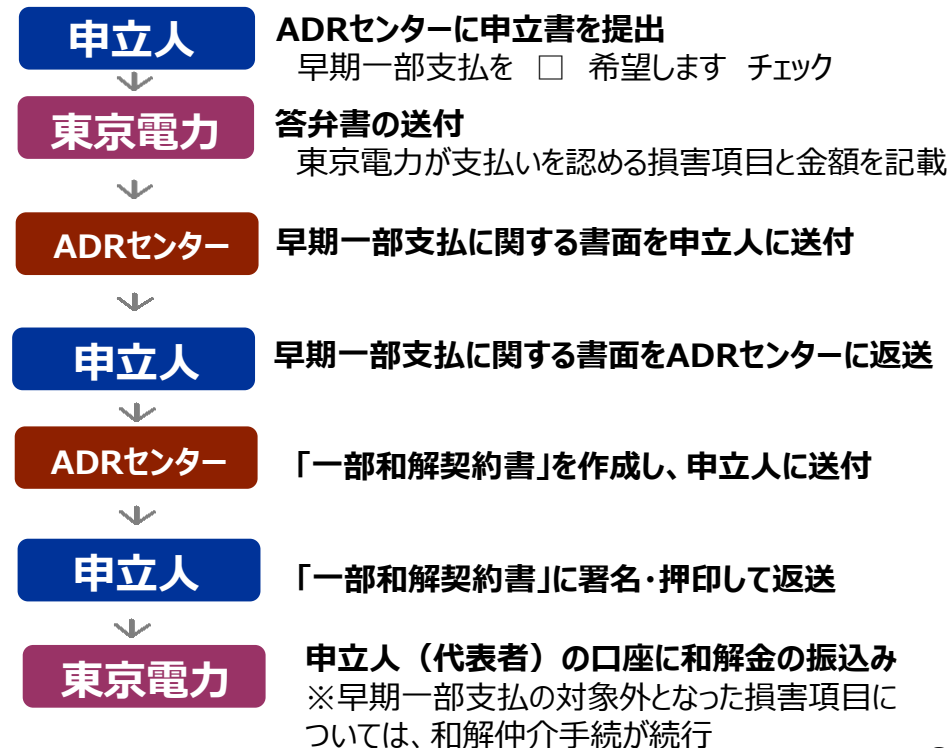 申立人
ADRセンターに申立書を提出
早期一部支払を □ 希望します チェック
東京電力
答弁書の送付
東京電力が支払いを認める損害項目と金額を記載
ADRセンター
早期一部支払に関する書面を申立人に送付
申立人
早期一部支払に関する書面をADRセンターに返送
ADRセンター
「一部和解契約書」を作成し、申立人に送付
申立人
「一部和解契約書」に署名・押印して返送
東京電力
申立人（代表者）の口座に和解金の振込み
※早期一部支払の対象外となった損害項目に
ついては、和解仲介手続が続行